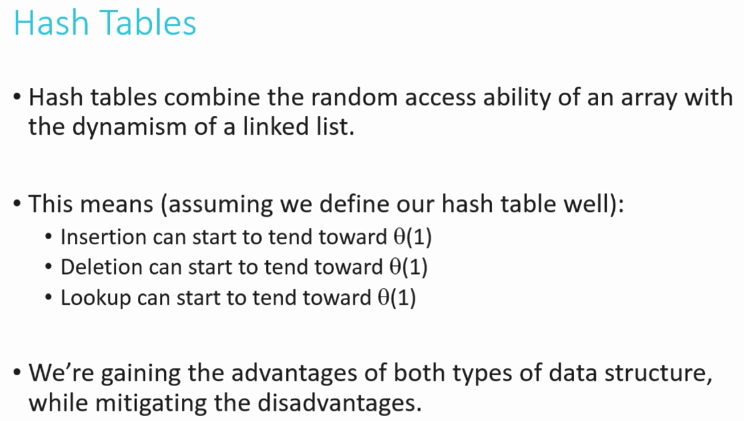 Hash Tables
• Hash tables combine the random access ability of an array with
the dynamism of a linked list.
• This means (assuming we define our hash table well):
• Insertion can start to tend toward θ(1)
• Deletion can start to tend toward θ(1)
• Lookup can start to tend toward θ(1)
• We’re gaining the advantages of both types of data structure,
while mitigating the disadvantages.